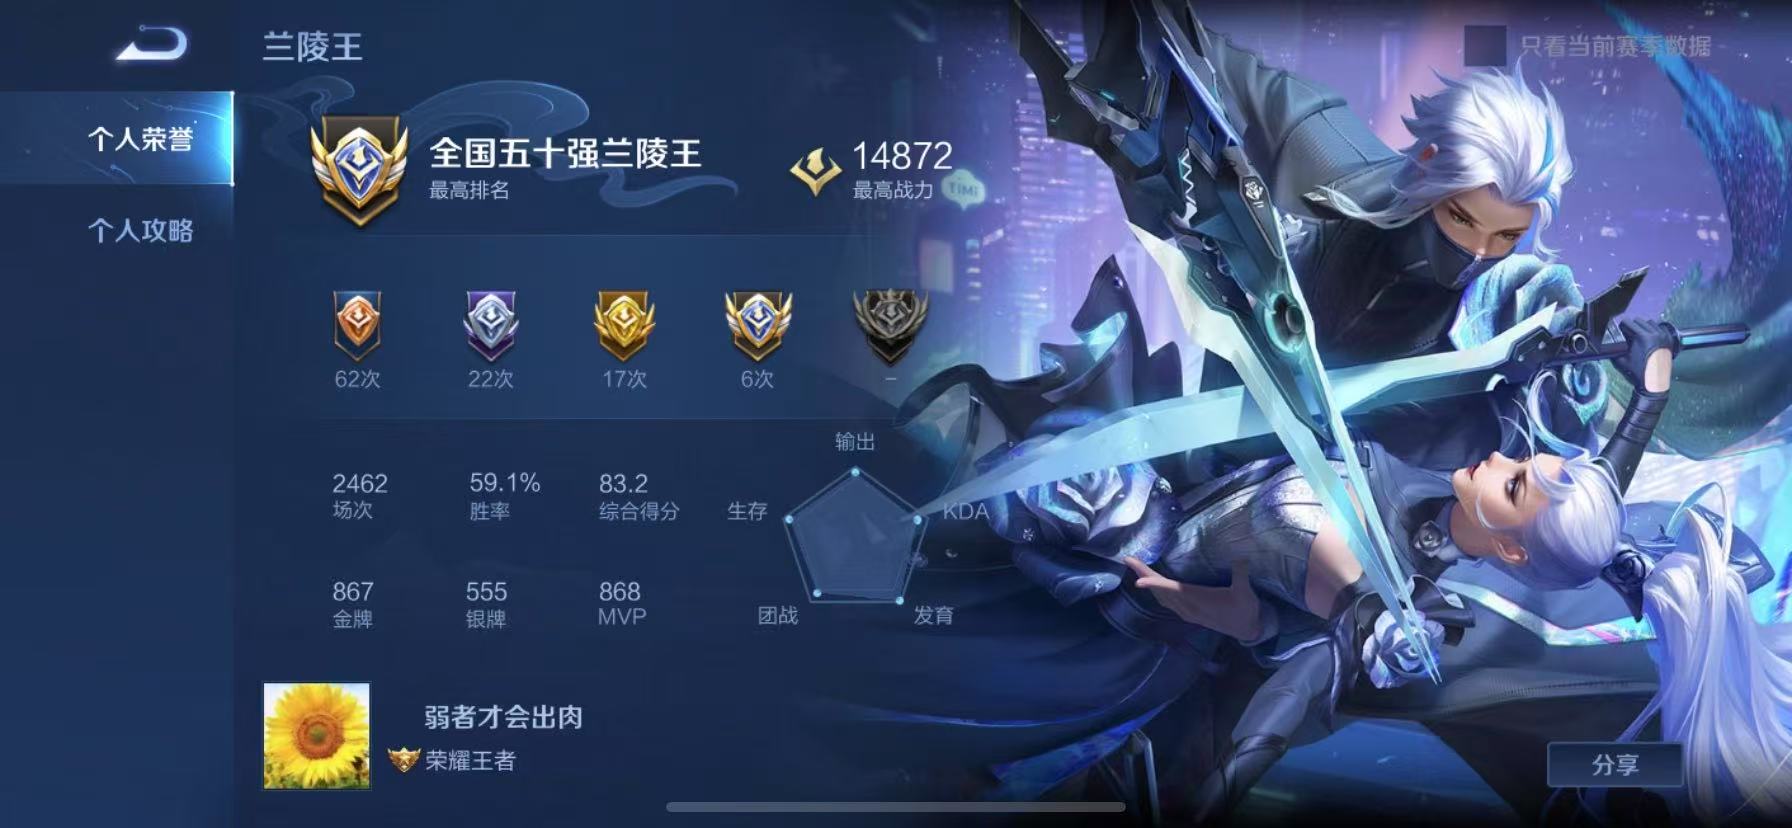 兰陵王
只看当前赛季数据
个人荣誉
个人攻略
全国五十强兰陵王
最高排名
14872
最高战力
TiMi
62次
22次
17次
6次
–
2462
场次
59.1%
胜率
83.2
综合得分
867
金牌
555
银牌
868
MVP
输出
生存
KDA
团战
发育
弱者才会出肉
荣耀王者
分享